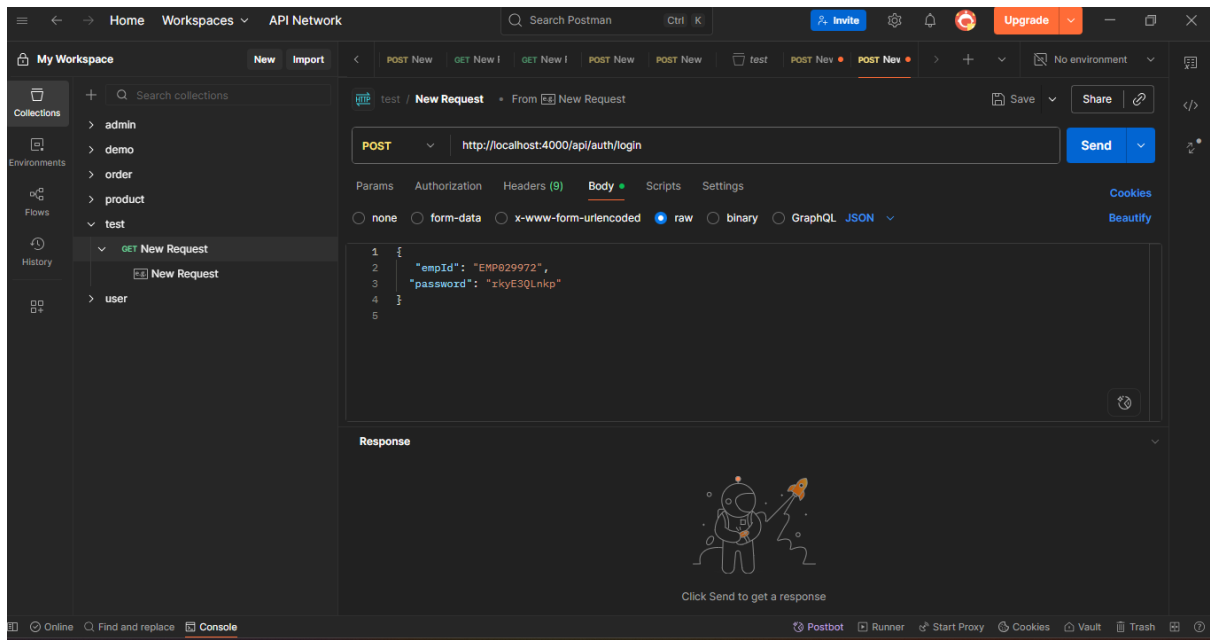 Home Workspaces API Network Search Postman Ctrl K Invite Upgrade
My Workspace New Import POST New GET New GET New POST New POST New test POST New POST New No environment
Collections
Search collections
HTTP test / New Request • From e.g. New Request Save Share
admin
demo
POST http://localhost:4000/api/auth/login Send
Environments
order
product
Params Authorization Headers (9) Body Scripts Settings Cookies
Flows
test
none form-data x-www-form-urlencoded raw binary GraphQL JSON Beautify
GET New Request
History
e.g. New Request
user
1 {
2 "empId": "EMP029972",
3 "password": "rkyE3QLnkp"
4 }
5
Response
Click Send to get a response
Online Find and replace Console Postbot Runner Start Proxy Cookies Vault Trash